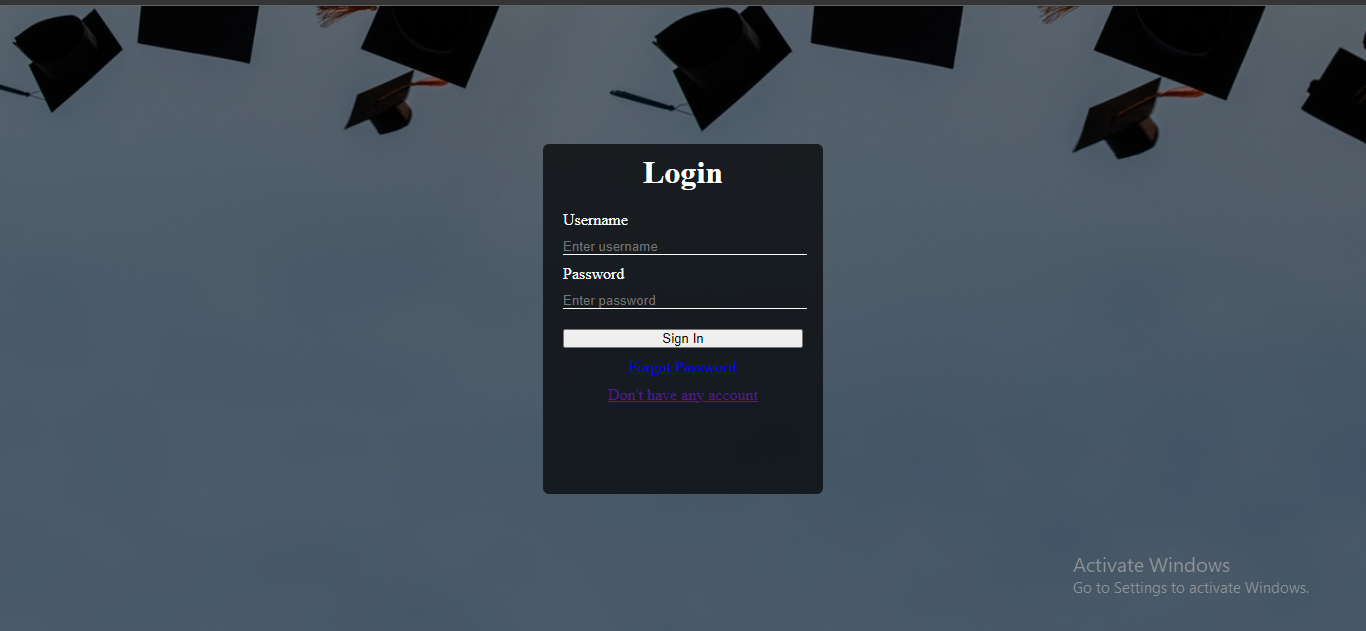 Login
Username
Enter username
Password
Enter password
Sign In
Forgot Password
Don't have any account
Activate Windows
Go to Settings to activate Windows.